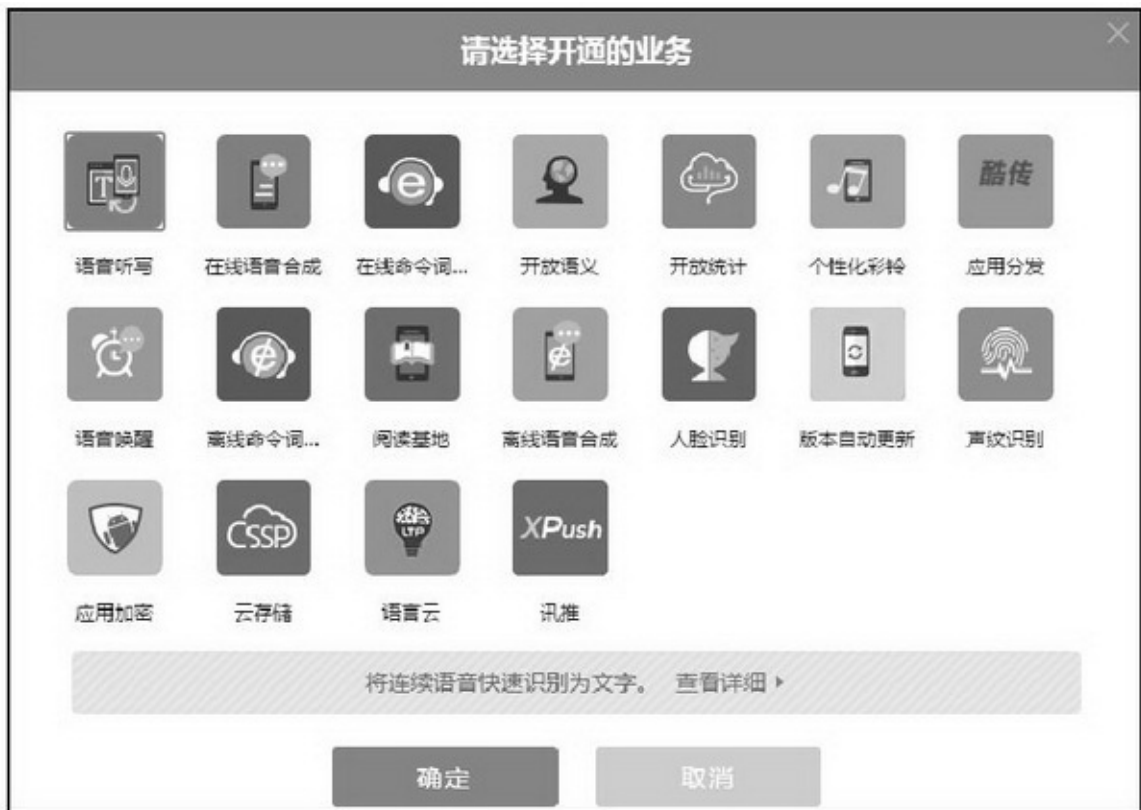 请选择开通的业务
T
e
酷传
语音听写 在线语音合成 在线命令词... 开放语义 开放统计 个性化彩铃 应用分发
语音唤醒 离线命令词... 阅读基地 离线语音合成 人脸识别 版本自动更新 声纹识别
CSSP
LTP
XPush
应用加密 云存储 语言云 讯推
将连续语音快速识别为文字。 查看详细
确定 取消